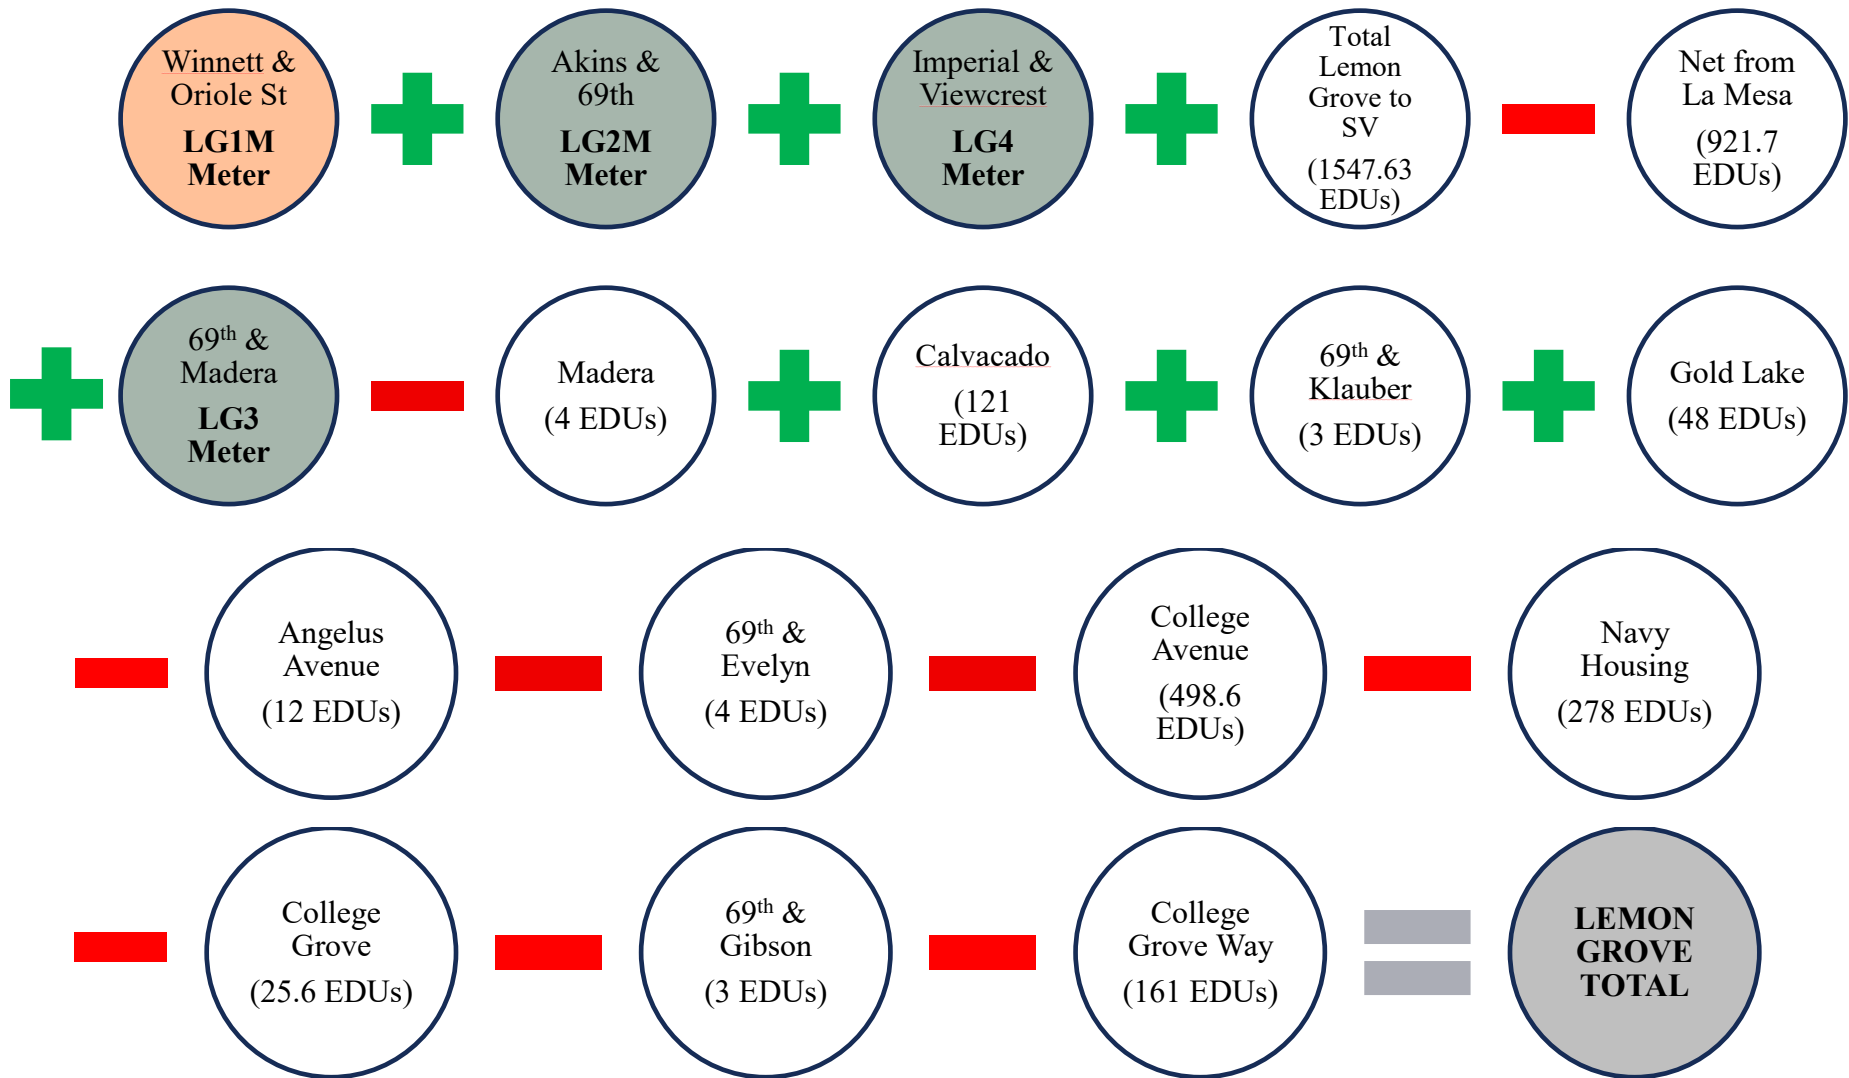 Winnett &
Oriole St
LG1M
Meter
Akins &
69th
LG2M
Meter
Imperial &
Viewcrest
LG4
Meter
Total
Lemon
Grove to
SV
(1547.63
EDUs)
Net from
La Mesa
(921.7
EDUs)
69th &
Madera
LG3
Meter
Madera
(4 EDUs)
Calvacado
(121
EDUs)
69th &
Klauber
(3 EDUs)
Gold Lake
(48 EDUs)
Angelus
Avenue
(12 EDUs)
69th &
Evelyn
(4 EDUs)
College
Avenue
(498.6
EDUs)
Navy
Housing
(278 EDUs)
College
Grove
(25.6 EDUs)
69th &
Gibson
(3 EDUs)
College
Grove Way
(161 EDUs)
LEMON
GROVE
TOTAL